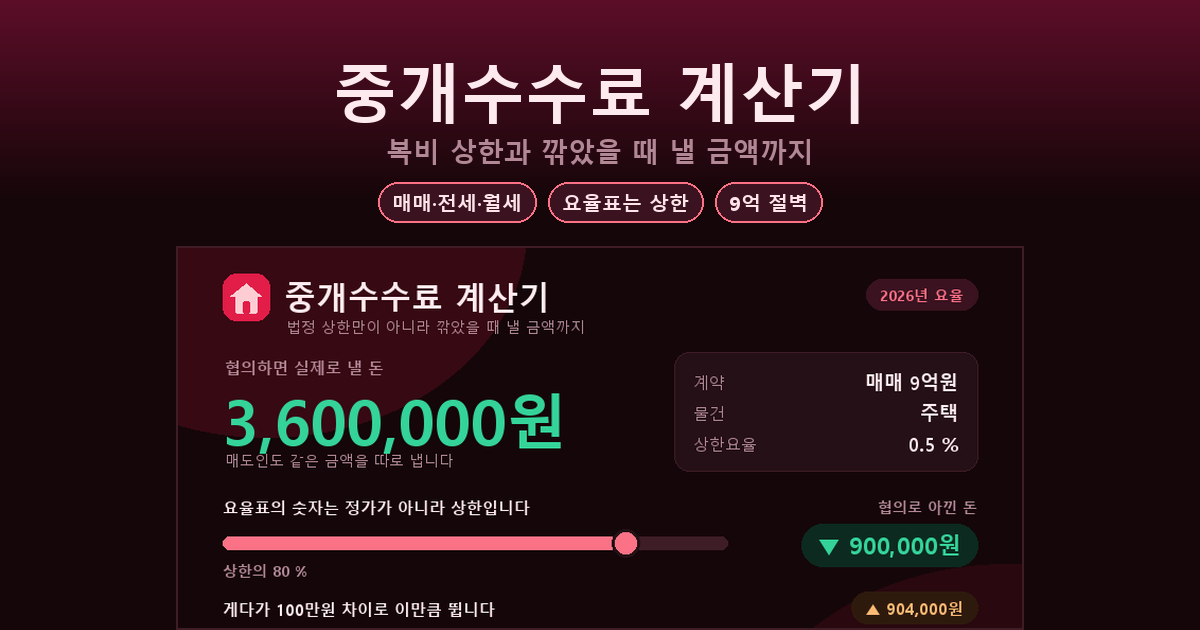 중개수수료 계산기
복비 상한과 깎았을 때 낼 금액까지
매매·전세·월세 요율표는 상한 9억 절벽
중개수수료 계산기
2026년 요율
법정 상한만이 아니라 깎았을 때 낼 금액까지
협의하면 실제로 낼 돈
3,600,000원
매도인도 같은 금액을 따로 냅니다
계약 매매 9억원
물건 주택
상한요율 0.5 %
요율표의 숫자는 정가가 아니라 상한입니다
협의로 아낀 돈
▼ 900,000원
상한의 80 %
게다가 100만원 차이로 이만큼 뜁니다
▲ 904,000원